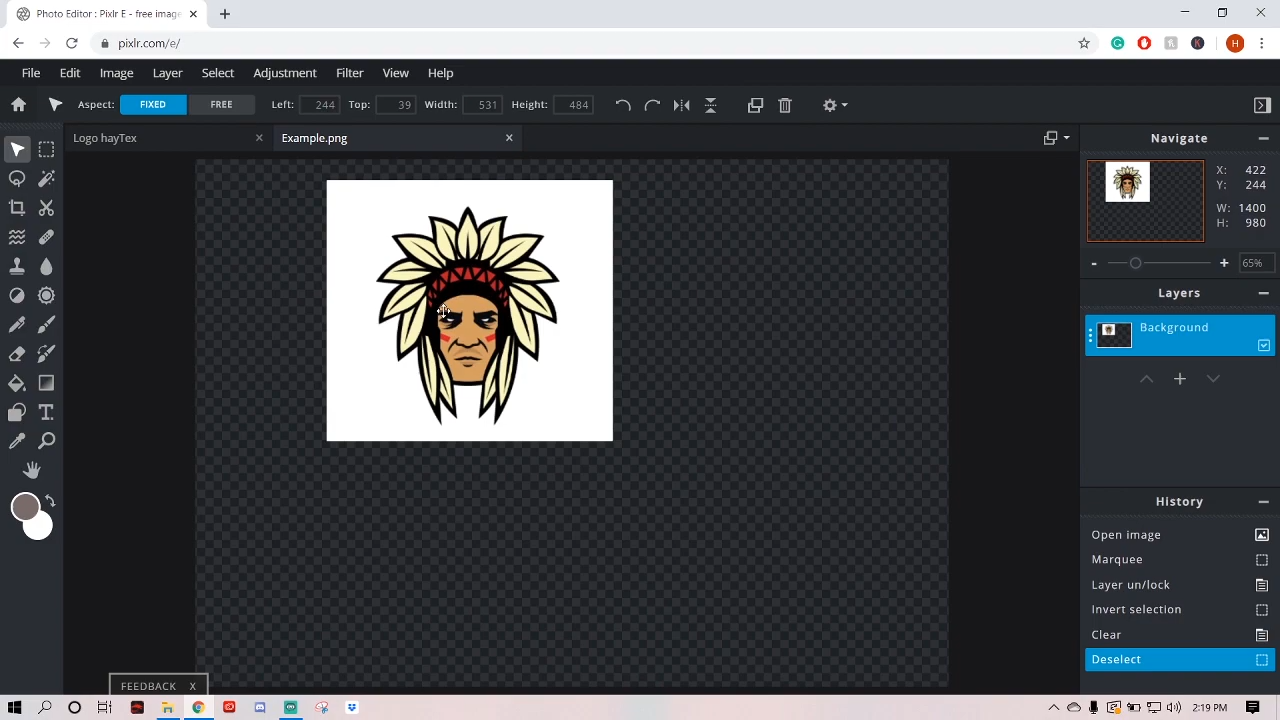 Photo Editor : Pixlr E - free ima
pixlr.com/e/
H
File Edit Image Layer Select Adjustment Filter View Help
Aspect: FIXED FREE Left: 244 Top: 39 Width: 531 Height: 484
Logo hayTex
Example.png
Navigate
X: 422
Y: 244
W: 1400
H: 980
- + 65%
Layers
Background
History
Open image
Marquee
Layer un/lock
Invert selection
Clear
Deselect
FEEDBACK X
2:19 PM